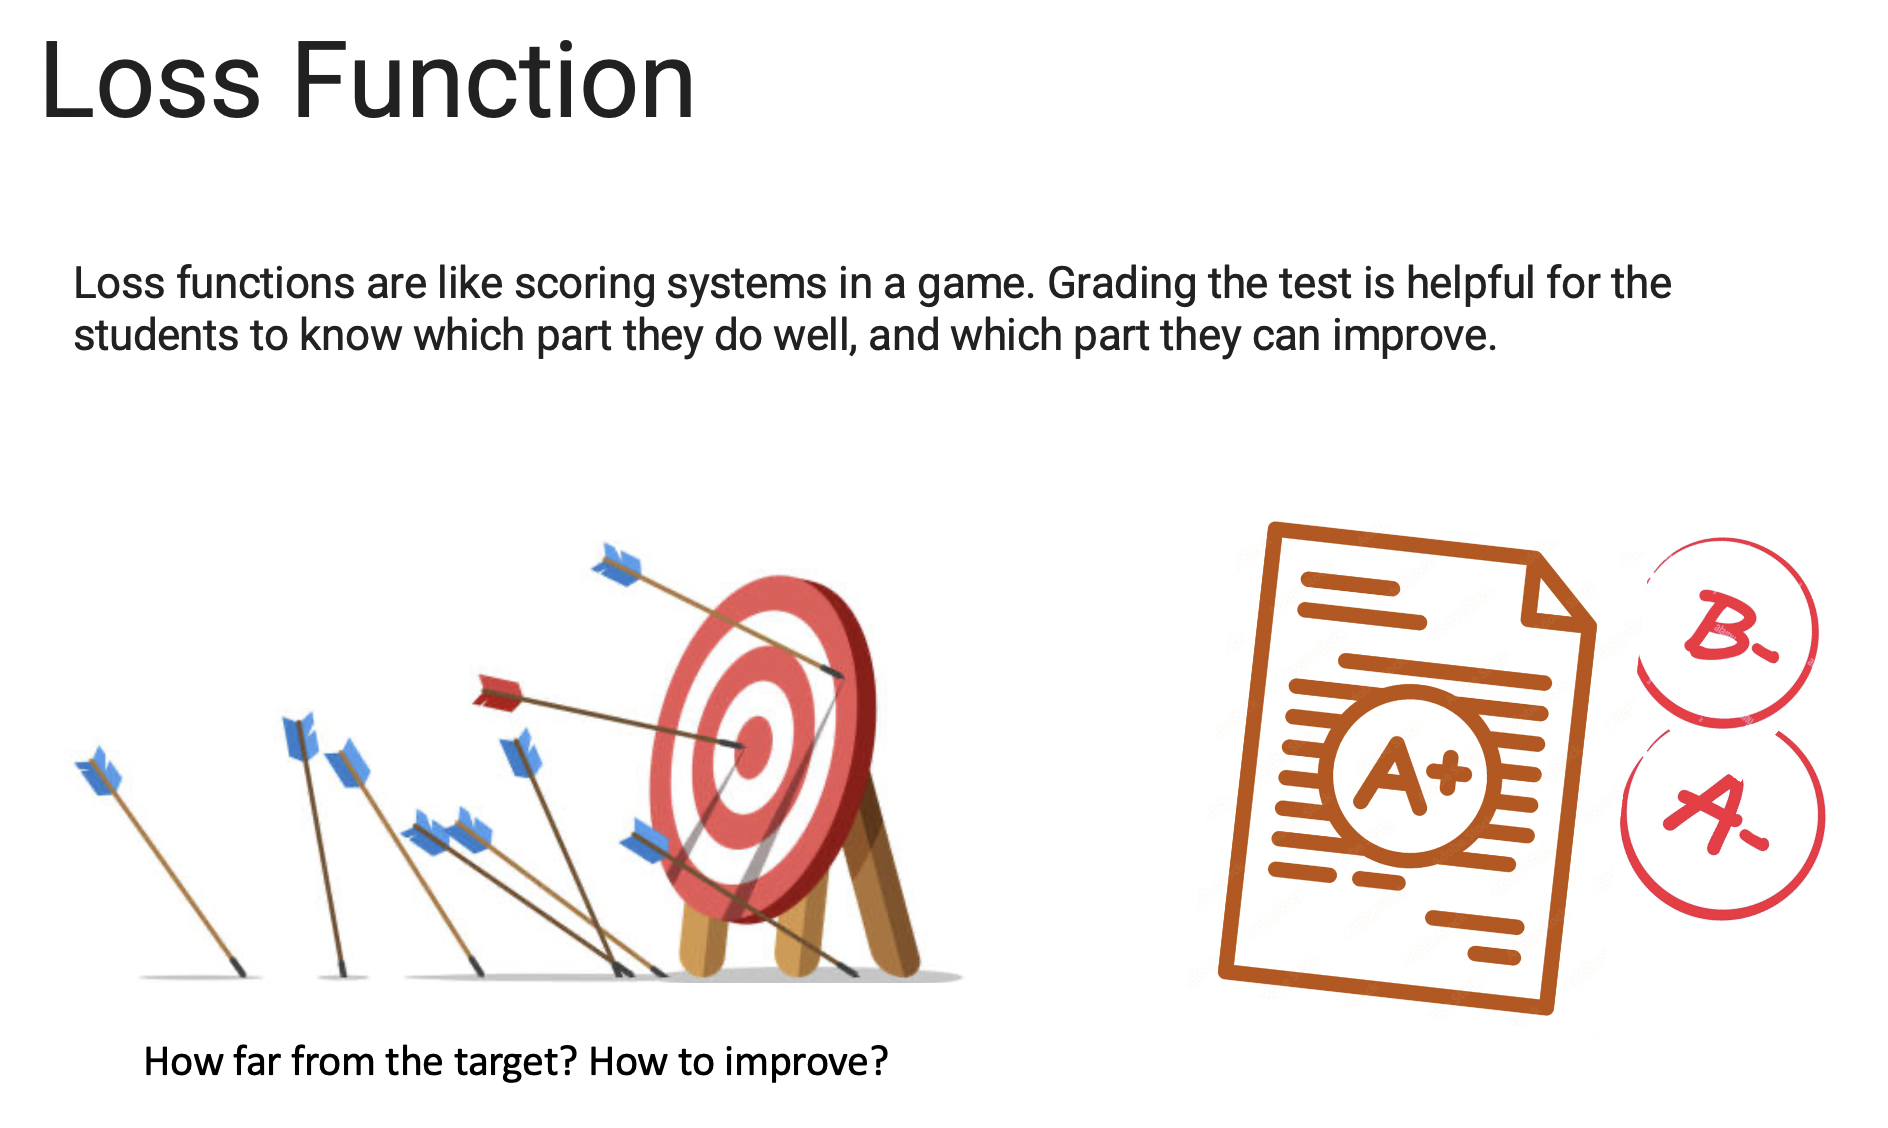 Loss Function
Loss functions are like scoring systems in a game. Grading the test is helpful for the
students to know which part they do well, and which part they can improve.
A+
B-
A-
How far from the target? How to improve?